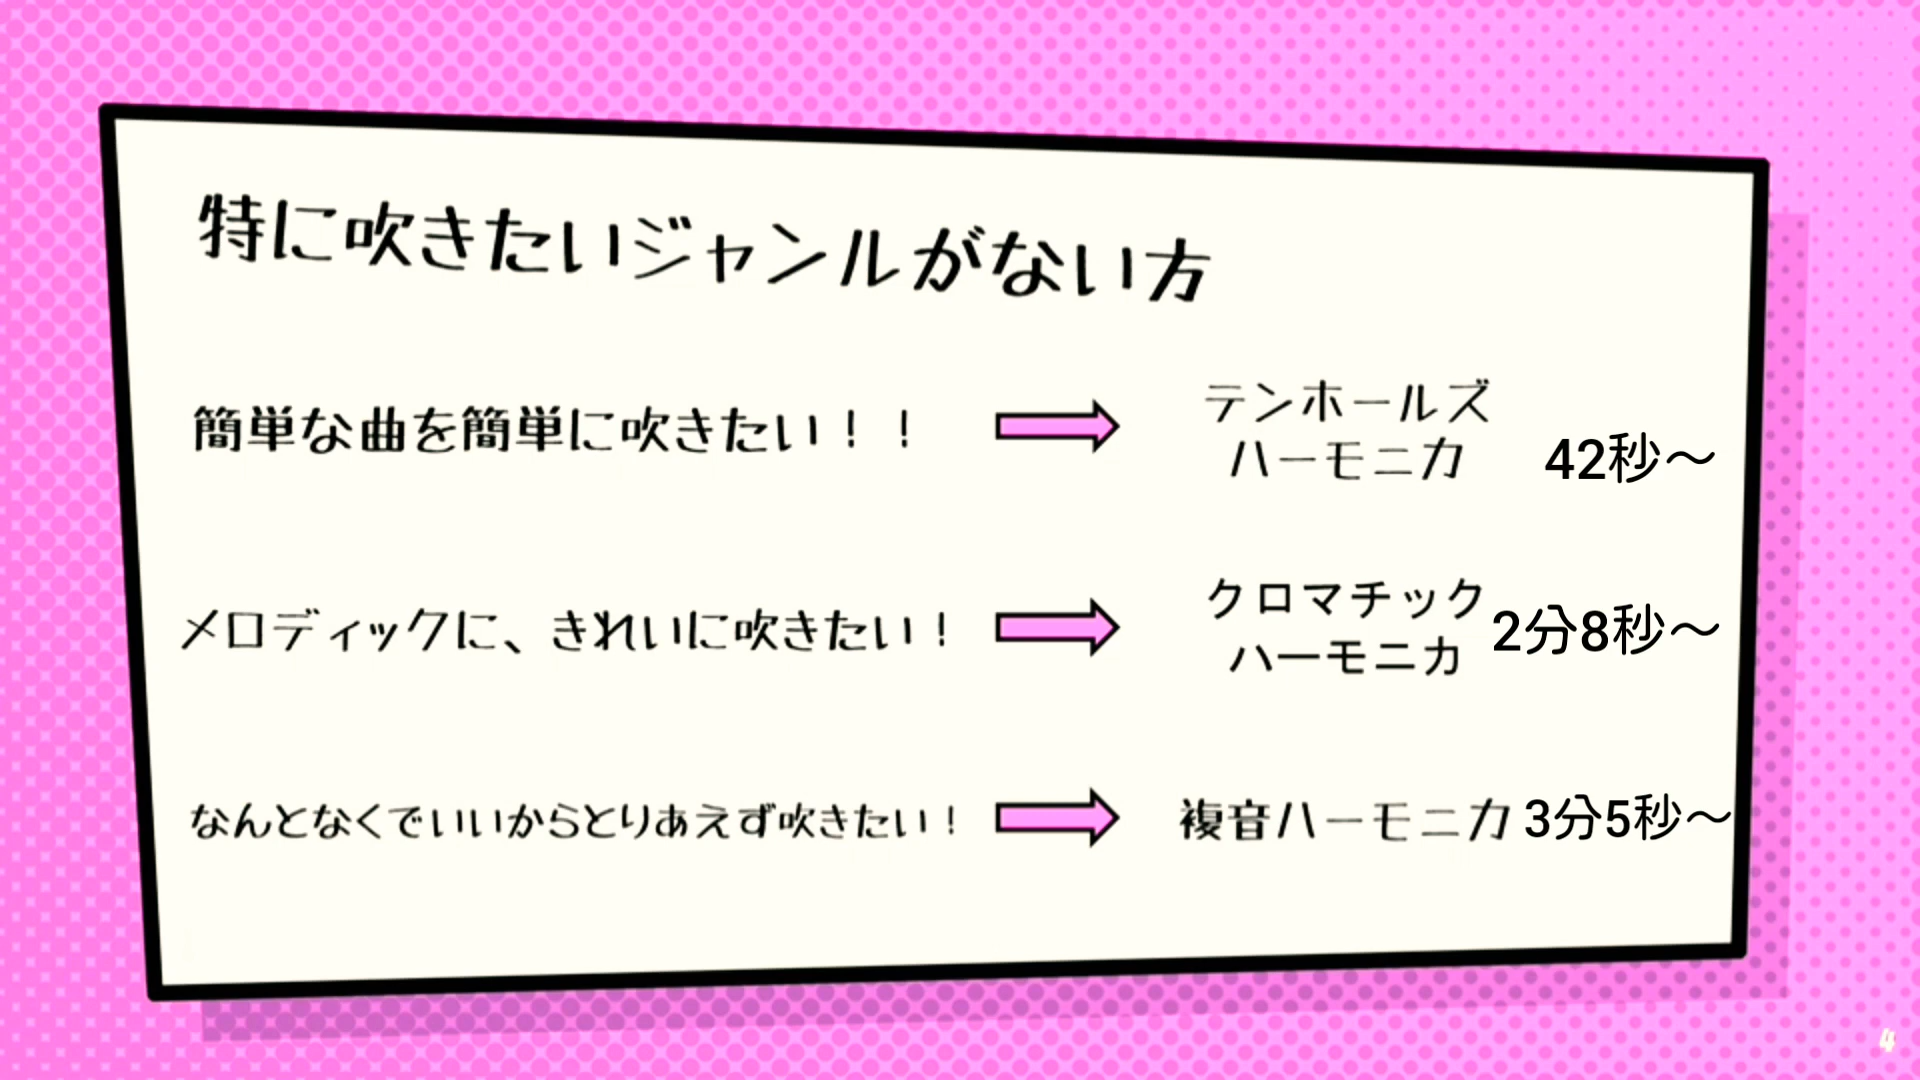 特に吹きたいジャンルがない方
簡単な曲を簡単に吹きたい！！
テンホールズ
ハーモニカ
42秒〜
メロディックに、きれいに吹きたい！
クロマチック
ハーモニカ
2分8秒〜
なんとなくでいいからとりあえず吹きたい！
複音ハーモニカ
3分5秒〜
4